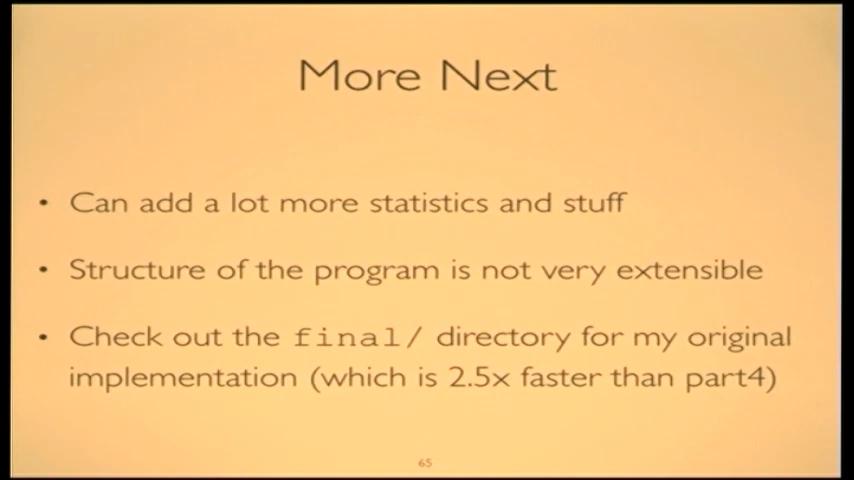 More Next
• Can add a lot more statistics and stuff
• Structure of the program is not very extensible
• Check out the final/ directory for my original
implementation (which is 2.5x faster than part4)
65